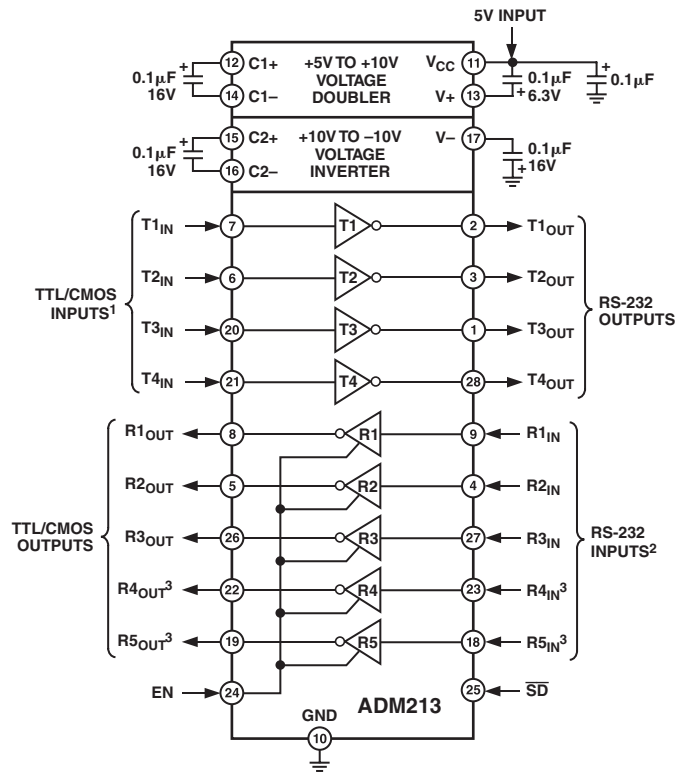 5V INPUT
0.1µF
16V
12 C1+ +5V TO +10V VOLTAGE DOUBLER VCC 11
14 C1– V+ 13
0.1µF
6.3V
0.1µF
0.1µF
16V
15 C2+ +10V TO –10V VOLTAGE INVERTER V– 17
16 C2–
0.1µF
16V
TTL/CMOS
INPUTS1
T1IN 7 T1 2 T1OUT
T2IN 6 T2 3 T2OUT
T3IN 20 T3 1 T3OUT
T4IN 21 T4 28 T4OUT
RS-232
OUTPUTS
TTL/CMOS
OUTPUTS
R1OUT 8 R1 9 R1IN
R2OUT 5 R2 4 R2IN
R3OUT 26 R3 27 R3IN
R4OUT3 22 R4 23 R4IN3
R5OUT3 19 R5 18 R5IN3
RS-232
INPUTS2
EN 24 25 SD
ADM213
GND
10